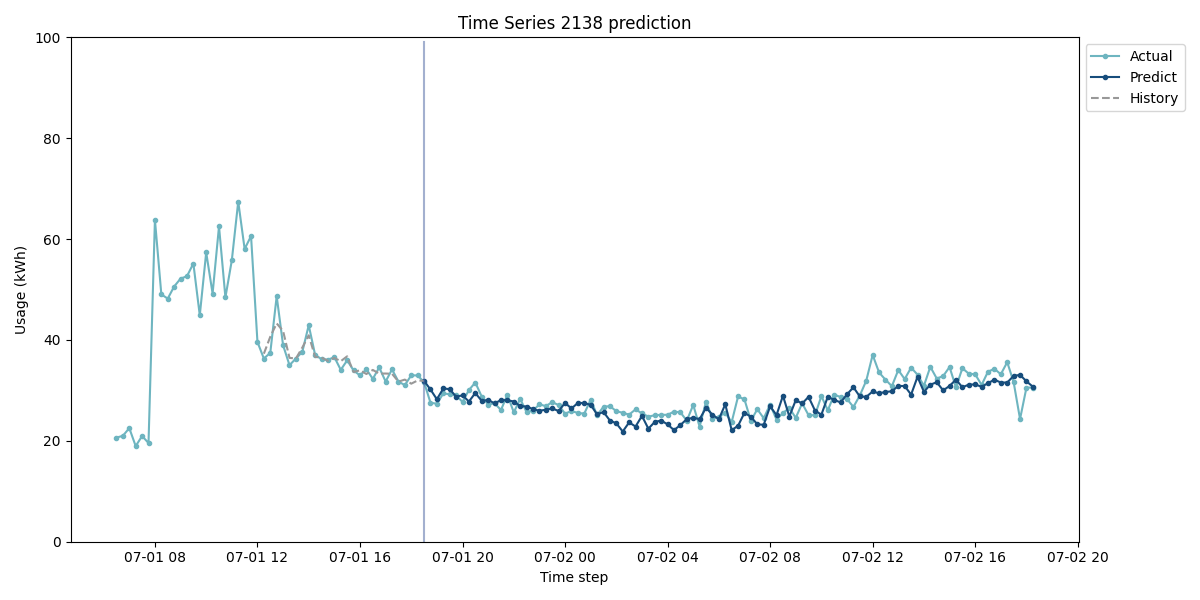 Time Series 2138 prediction
100
80
60
40
20
0
Usage (kWh)
07-01 08
07-01 12
07-01 16
07-01 20
07-02 00
07-02 04
07-02 08
07-02 12
07-02 16
07-02 20
Time step
Actual
Predict
History